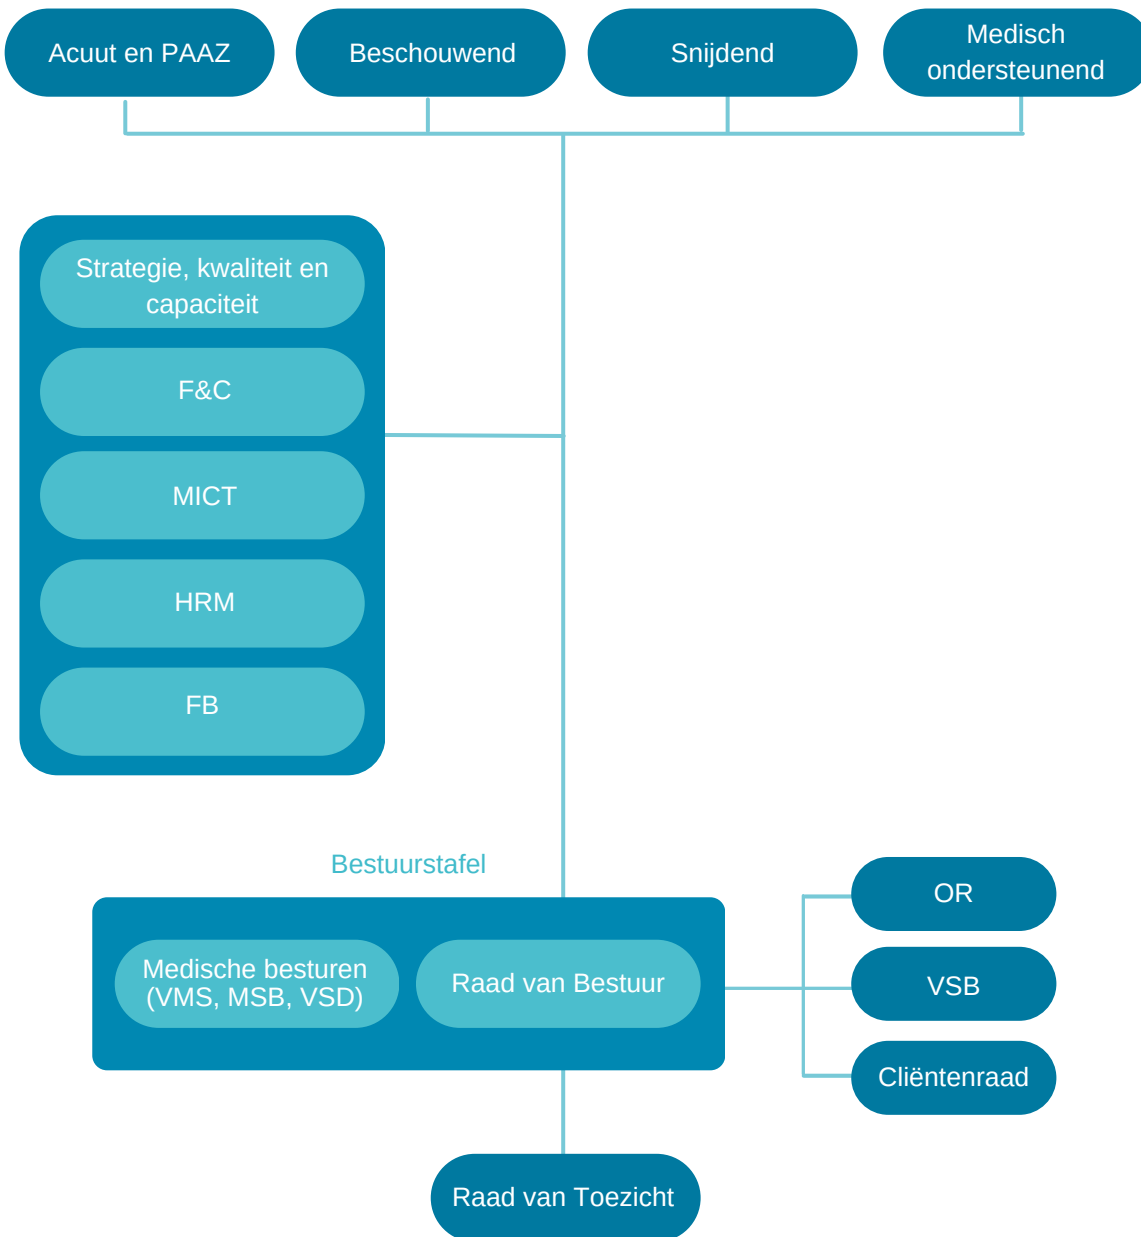 Acuut en PAAZ
Beschouwend
Snijdend
Medisch
ondersteunend
Strategie, kwaliteit en
capaciteit
F&C
MICT
HRM
FB
Bestuurstafel
Medische besturen
(VMS, MSB, VSD)
Raad van Bestuur
OR
VSB
Cliëntenraad
Raad van Toezicht